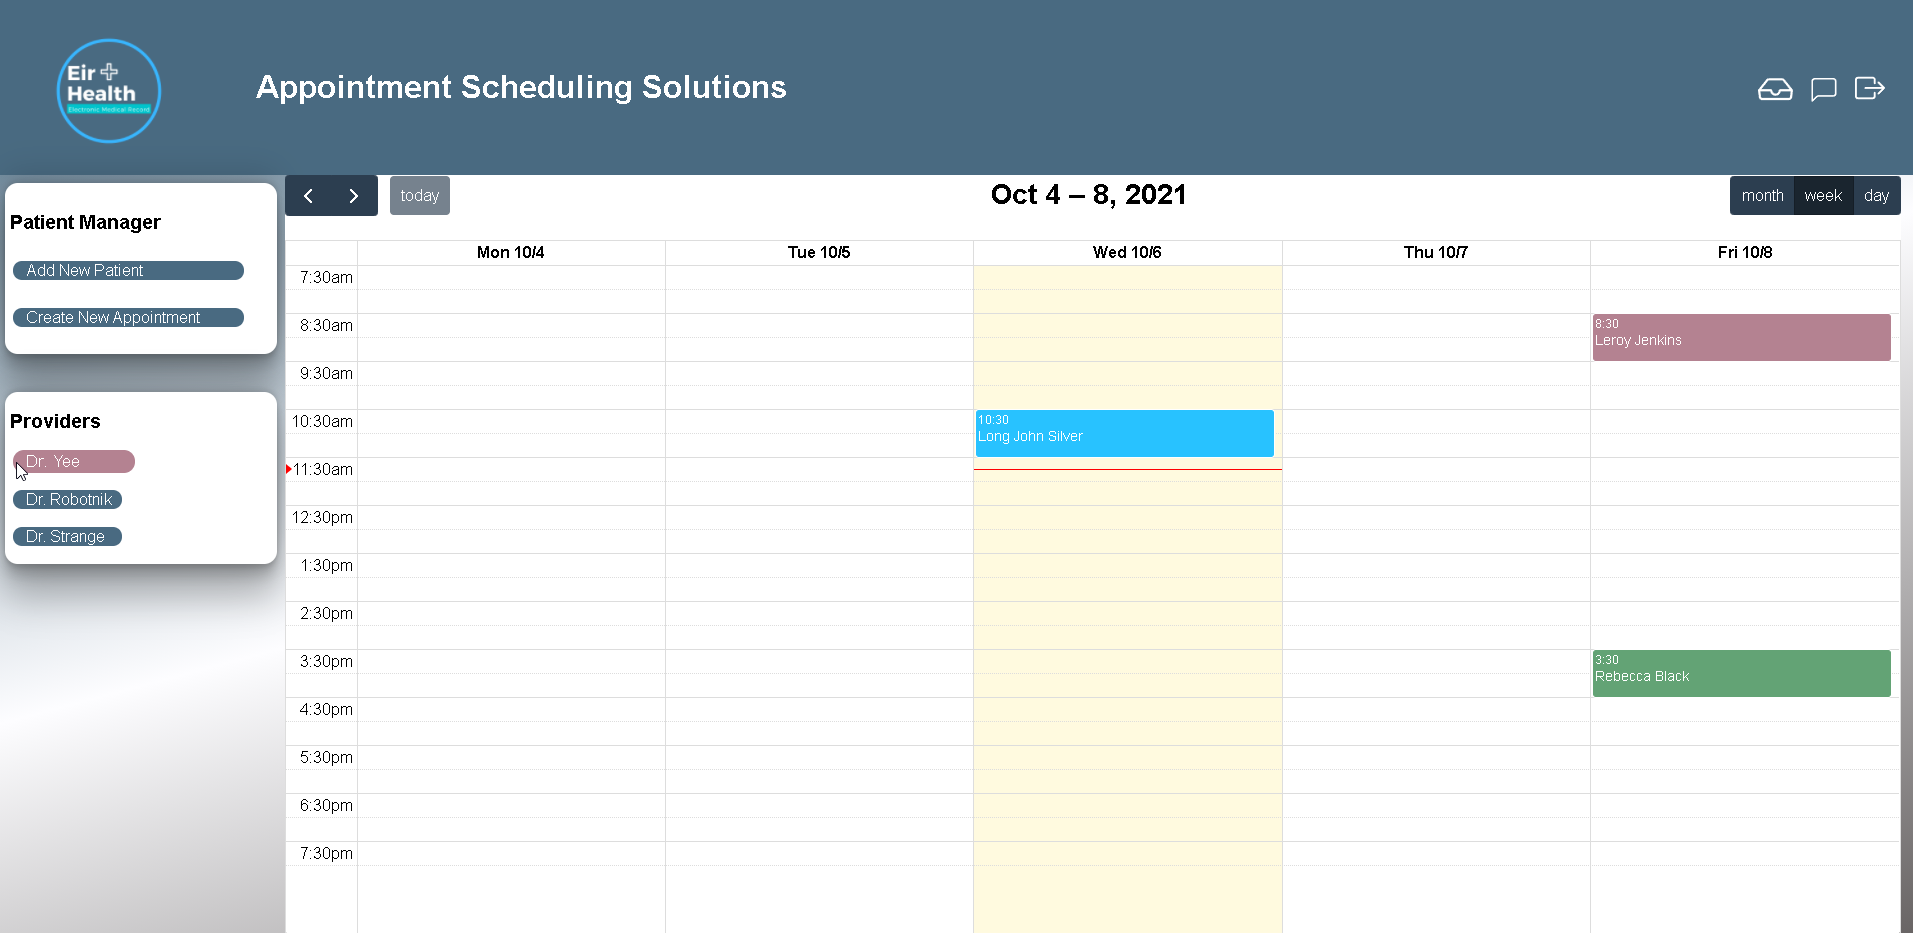 Eir
Health
Electronic Medical Record
Appointment Scheduling Solutions
Patient Manager
Add New Patient
Create New Appointment
Providers
Dr. Yee
Dr. Robotnik
Dr. Strange
today
Oct 4 – 8, 2021
month week day
Mon 10/4 Tue 10/5 Wed 10/6 Thu 10/7 Fri 10/8
7:30am
8:30am
8:30
Leroy Jenkins
9:30am
10:30am
10:30
Long John Silver
11:30am
12:30pm
1:30pm
2:30pm
3:30pm
3:30
Rebecca Black
4:30pm
5:30pm
6:30pm
7:30pm